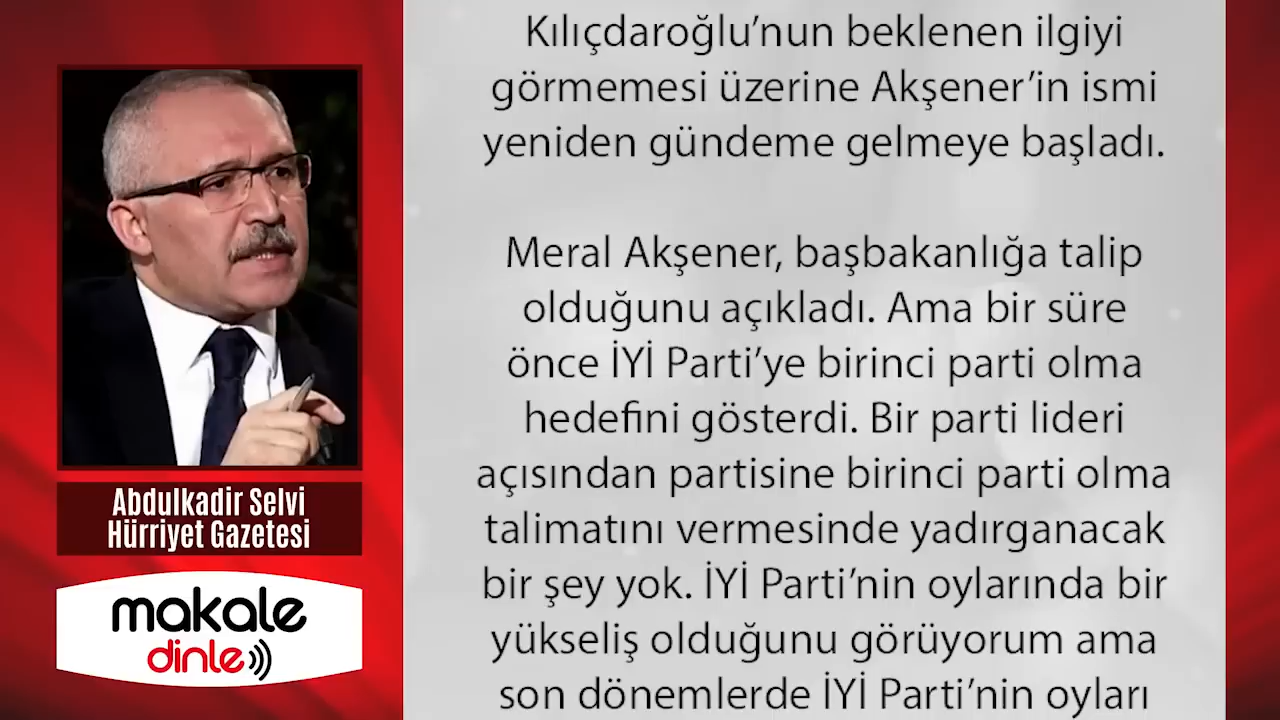 Kılıçdaroğlu’nun beklenen ilgiyi
görmemesi üzerine Akşener’in ismi
yeniden gündeme gelmeye başladı.
Meral Akşener, başbakanlığa talip
olduğunu açıkladı. Ama bir süre
önce İYİ Parti’ye birinci parti olma
hedefini gösterdi. Bir parti lideri
açısından partisine birinci parti olma
talimatını vermesinde yadırganacak
bir şey yok. İYİ Parti’nin oylarında bir
yükseliş olduğunu görüyorum ama
son dönemlerde İYİ Parti’nin oyları
Abdulkadir Selvi
Hürriyet Gazetesi
makale
dinle